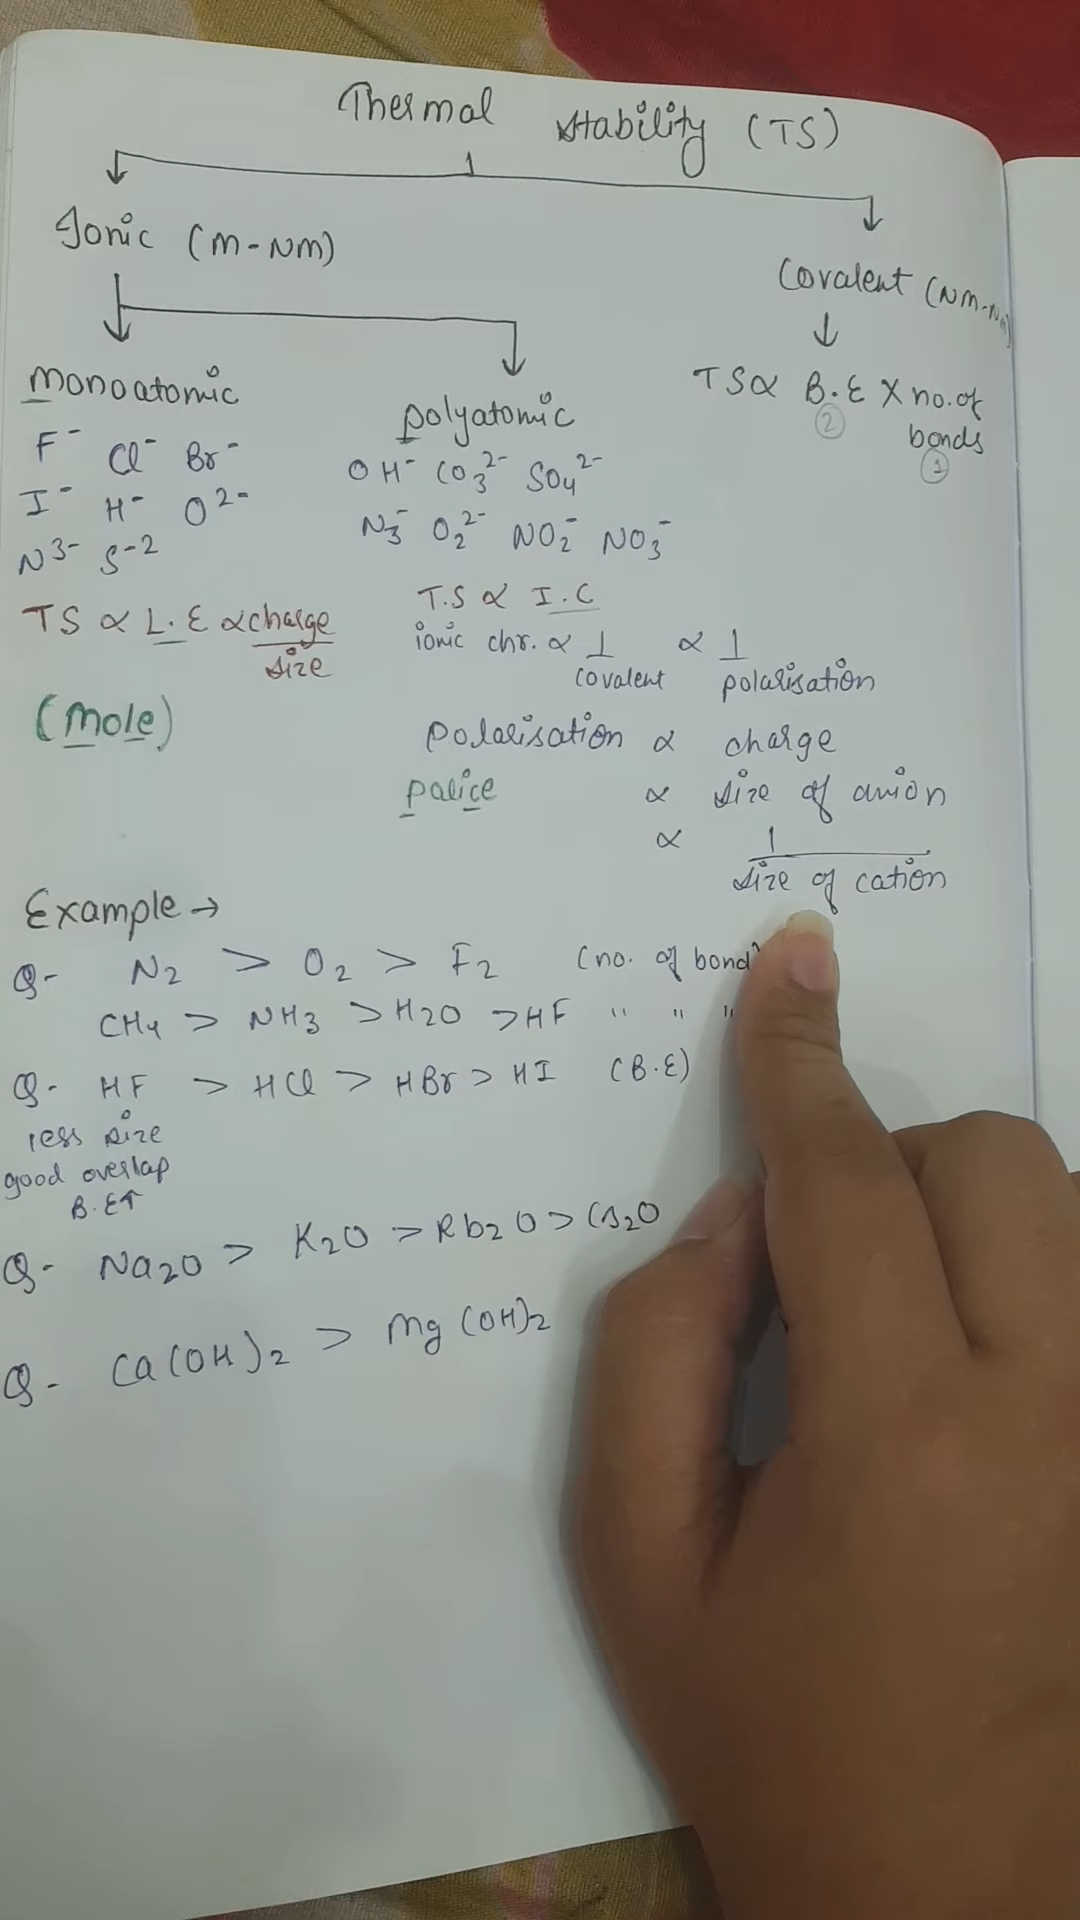 Thermal stability (TS)
Ionic (M-NM)
Covalent (NM-
Monoatomic
F⁻ Cl⁻ Br⁻
I⁻ H⁻ O²⁻
N³⁻ S⁻²
TS ∝ L.E ∝ charge
size
(Mole)
Polyatomic
OH⁻ CO₃²⁻ SO₄²⁻
N₃⁻ O₂²⁻ NO₂⁻ NO₃⁻
T.S ∝ I.C
ionic chr. ∝ 1 ∝ 1
covalent polarisation
Polarisation ∝ charge
Palice ∝ size of anion
∝ 1
size of cation
TS ∝ B.E X no. of
② bonds
①
Example →
Q- N2 > O2 > F2 (no. of bond
CH4 > NH3 > H2O > HF " " "
Q- HF > HCl > HBr > HI (B.E)
less size
good overlap
B.E↑
Q- Na2O > K2O > Rb2O > Cs2O
Q- Ca(OH)2 > Mg(OH)2